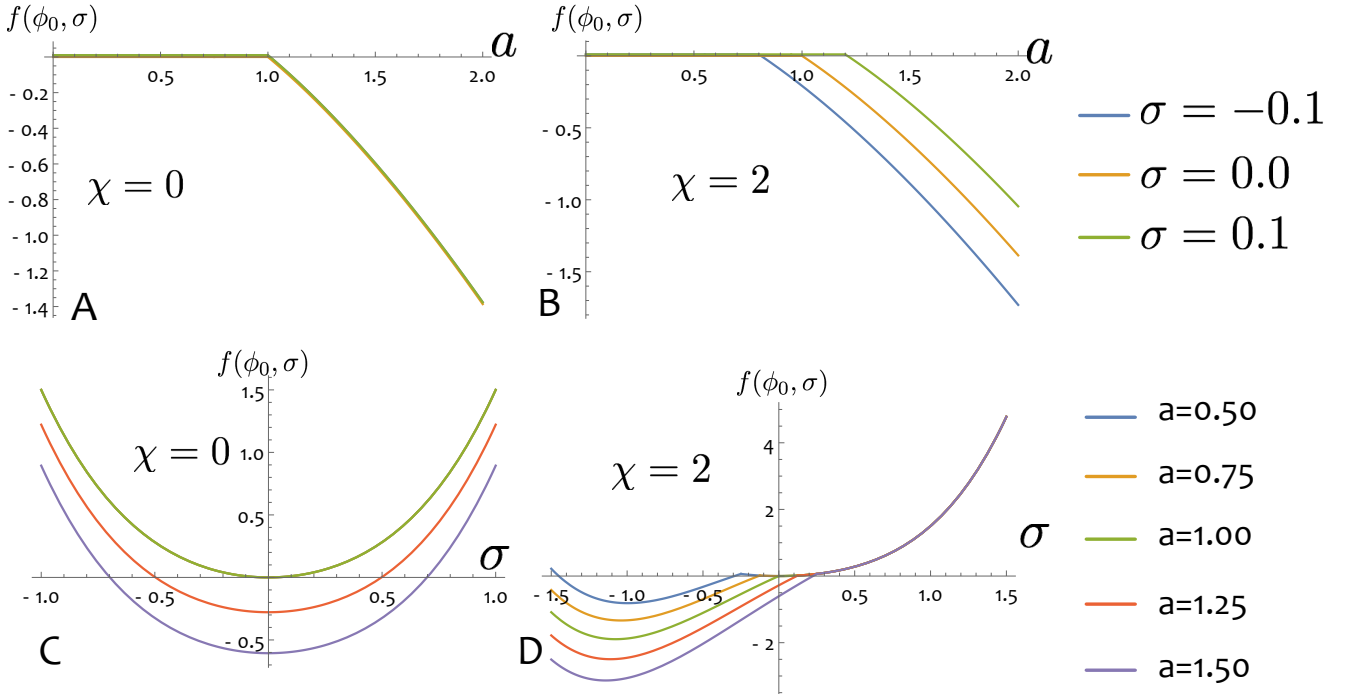 f(ϕ₀, σ)
a
0.5 1.0 1.5 2.0
- 0.2
- 0.4
- 0.6
- 0.8
- 1.0
- 1.2
- 1.4
χ = 0
A
f(ϕ₀, σ)
a
0.5 1.0 1.5 2.0
- 0.5
- 1.0
- 1.5
χ = 2
B
σ = −0.1
σ = 0.0
σ = 0.1
f(ϕ₀, σ)
1.5
1.0
0.5
- 0.5
χ = 0
σ
- 1.0 - 0.5 0.5 1.0
C
f(ϕ₀, σ)
4
2
- 2
χ = 2
σ
- 1.5 - 1.0 - 0.5 0.5 1.0 1.5
D
a=0.50
a=0.75
a=1.00
a=1.25
a=1.50